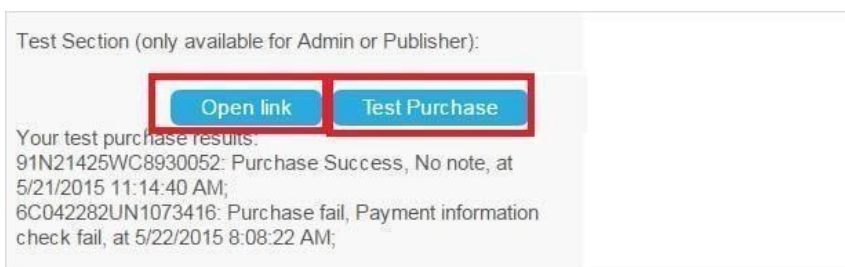 Test Section (only available for Admin or Publisher):
Open link Test Purchase
Your test purchase results:
91N21425WC8930052: Purchase Success, No note, at
5/21/2015 11:14:40 AM;
6C042282UN1073416: Purchase fail, Payment information
check fail, at 5/22/2015 8:08:22 AM;